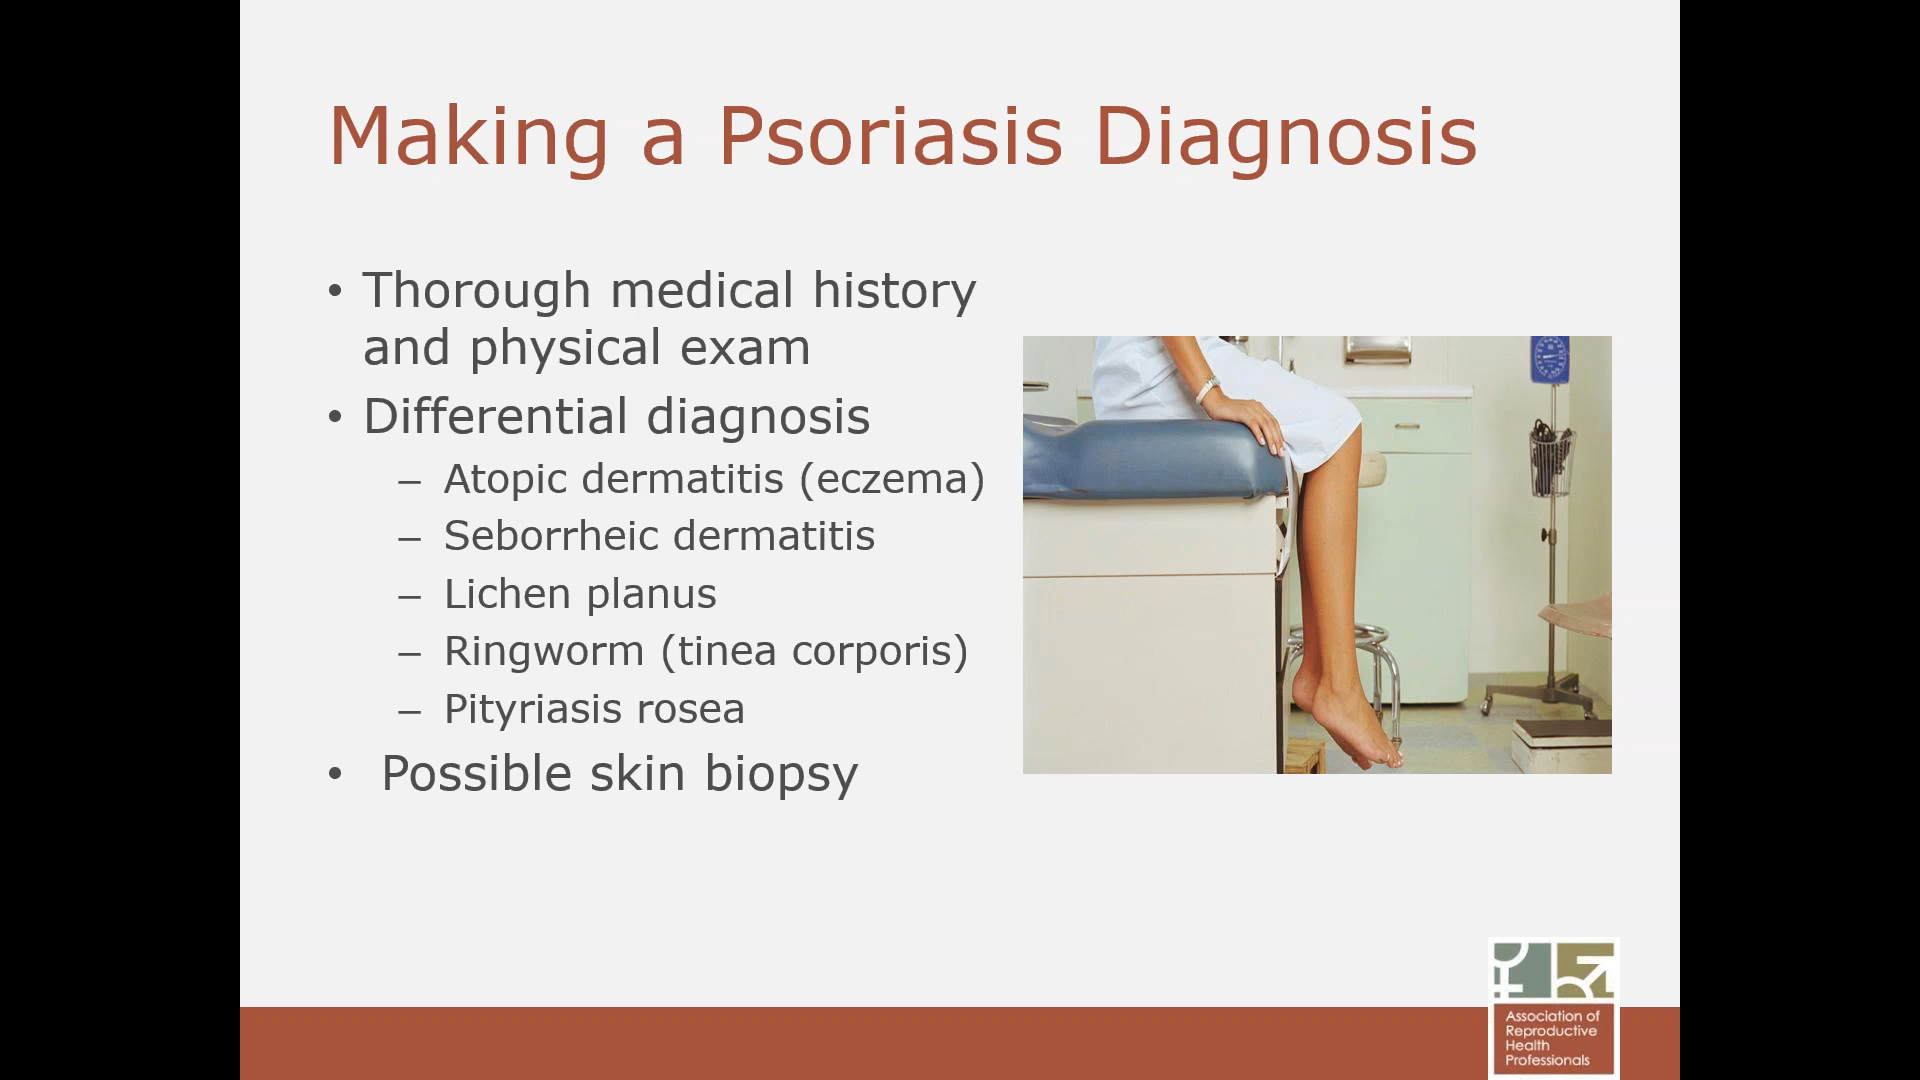 Making a Psoriasis Diagnosis
• Thorough medical history
and physical exam
• Differential diagnosis
– Atopic dermatitis (eczema)
– Seborrheic dermatitis
– Lichen planus
– Ringworm (tinea corporis)
– Pityriasis rosea
• Possible skin biopsy
Association of
Reproductive
Health
Professionals